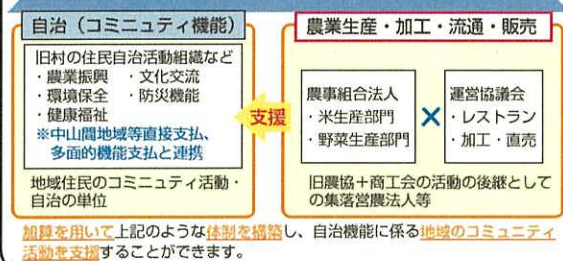 自治（コミニュティ機能）
旧村の住民自治活動組織など
・農業振興　・文化交流
・環境保全　・防災機能
・健康福祉
※中山間地域等直接支払、
多面的機能支払と連携
地域住民のコミニュティ活動・
自治の単位
支援
農業生産・加工・流通・販売
農事組合法人
・米生産部門
・野菜生産部門
×
運営協議会
・レストラン
・加工・直売
旧農協＋商工会の活動の後継として
の集落営農法人等
加算を用いて上記のような体制を構築し、自治機能に係る地域のコミュニティ
活動を支援することができます。